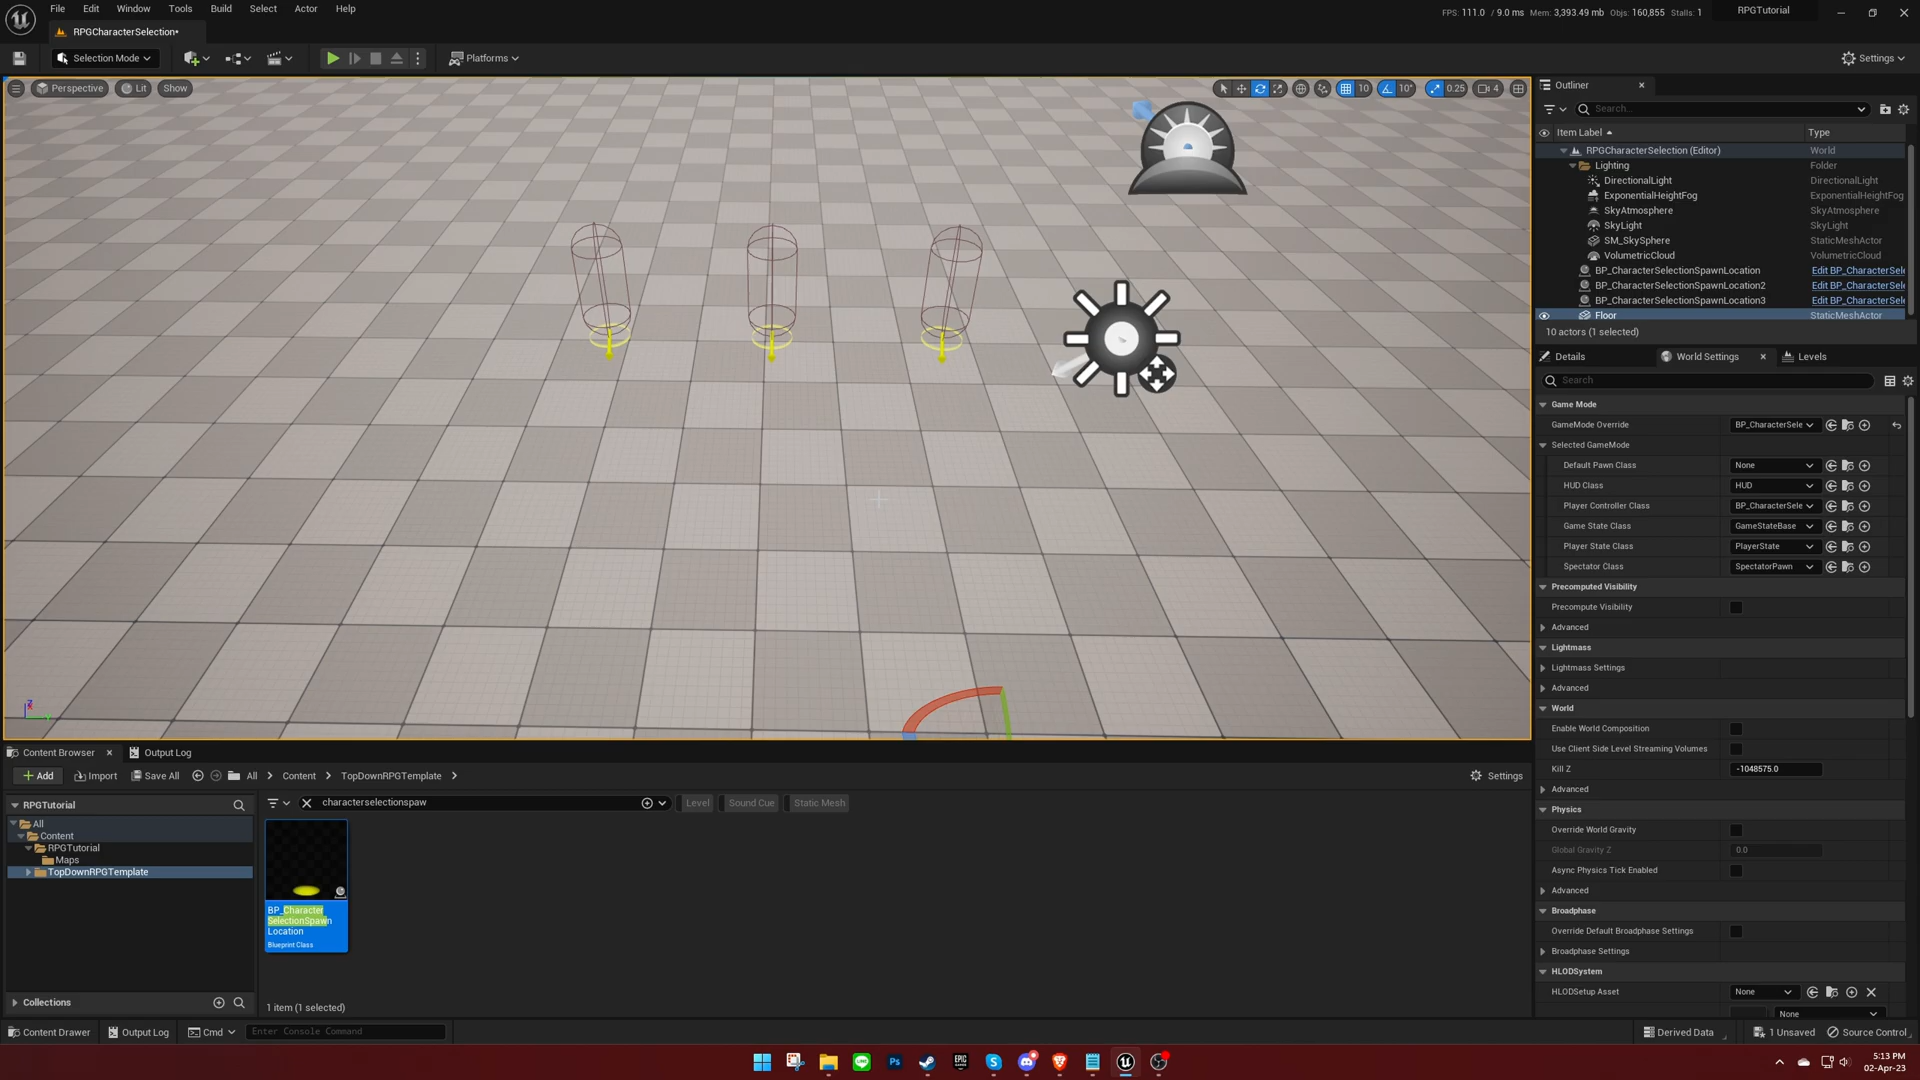 File Edit Window Tools Build Select Actor Help
FPS: 111.0 / 9.0 ms Mem: 3,393.49 mb Objs: 160,855 Stalls: 1 RPGTutorial
RPGCharacterSelection•
Selection Mode Platforms Settings
Perspective Lit Show 10 10° 0.25 4
Outliner
Search...
Item Label Type
RPGCharacterSelection (Editor) World
Lighting Folder
DirectionalLight DirectionalLight
ExponentialHeightFog ExponentialHeightFog
SkyAtmosphere SkyAtmosphere
SkyLight SkyLight
SM_SkySphere StaticMeshActor
VolumetricCloud VolumetricCloud
BP_CharacterSelectionSpawnLocation Edit BP_CharacterSele
BP_CharacterSelectionSpawnLocation2 Edit BP_CharacterSele
BP_CharacterSelectionSpawnLocation3 Edit BP_CharacterSele
Floor StaticMeshActor
10 actors (1 selected)
Details World Settings Levels
Search
Game Mode
GameMode Override BP_CharacterSele
Selected GameMode
Default Pawn Class None
HUD Class HUD
Player Controller Class BP_CharacterSele
Game State Class GameStateBase
Player State Class PlayerState
Spectator Class SpectatorPawn
Precomputed Visibility
Precompute Visibility
Advanced
Lightmass
Lightmass Settings
Advanced
World
Enable World Composition
Use Client Side Level Streaming Volumes
Kill Z -1048575.0
Advanced
Physics
Override World Gravity
Global Gravity Z 0.0
Async Physics Tick Enabled
Advanced
Broadphase
Override Default Broadphase Settings
Broadphase Settings
HLODSystem
HLODSetup Asset None
None
Content Browser Output Log
Add Import Save All All Content TopDownRPGTemplate Settings
RPGTutorial
All
Content
RPGTutorial
Maps
TopDownRPGTemplate
Collections
characterselectionspaw Level Sound Cue Static Mesh
BP_Character
SelectionSpawn
Location
Blueprint Class
1 item (1 selected)
Content Drawer Output Log Cmd Enter Console Command Derived Data 1 Unsaved Source Control
5:13 PM
02-Apr-23